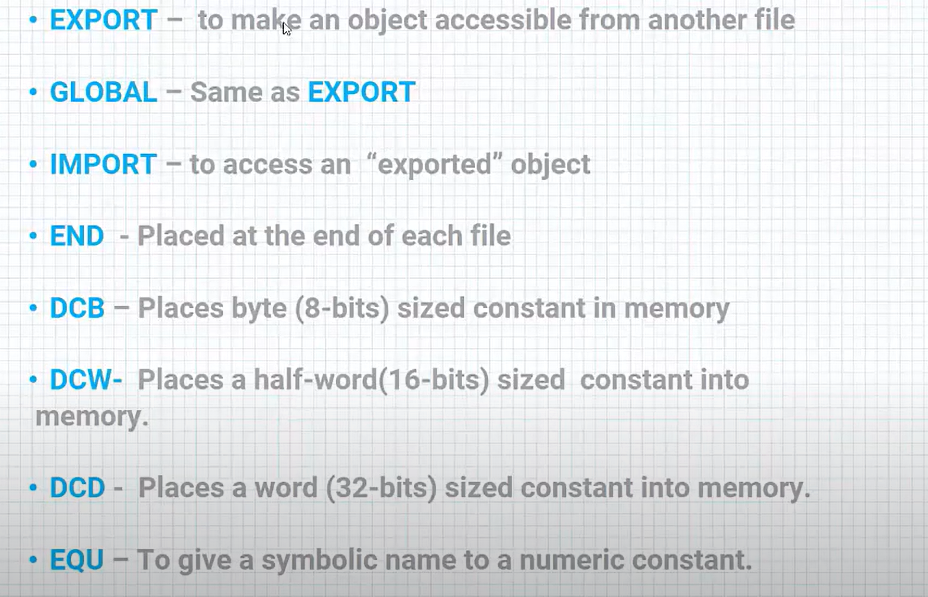 • EXPORT – to make an object accessible from another file
• GLOBAL – Same as EXPORT
• IMPORT – to access an “exported” object
• END - Placed at the end of each file
• DCB – Places byte (8-bits) sized constant in memory
• DCW- Places a half-word(16-bits) sized constant into
memory.
• DCD - Places a word (32-bits) sized constant into memory.
• EQU – To give a symbolic name to a numeric constant.